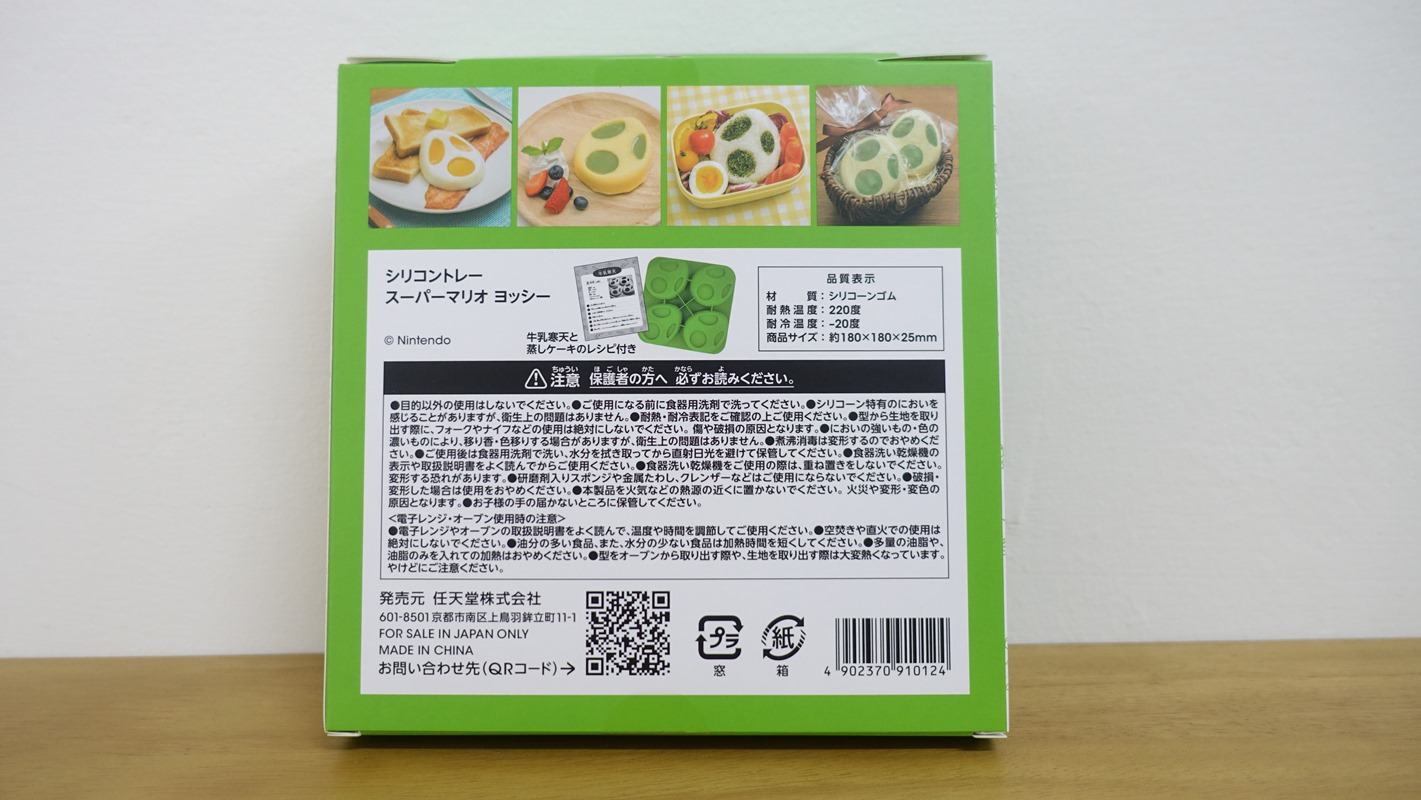 シリコントレー
スーパーマリオ ヨッシー
© Nintendo
牛乳寒天と
蒸しケーキのレシピ付き
品質表示
材　　質：シリコーンゴム
耐熱温度：220度
耐冷温度：-20度
商品サイズ：約180×180×25mm
注意 保護者の方へ 必ずお読みください。
ちゅうい ほごしゃ かた かなら よ
●目的以外の使用はしないでください。●ご使用になる前に食器用洗剤で洗ってください。●シリコーン特有のにおいを
感じることがありますが、衛生上の問題はありません。●耐熱・耐冷表記をご確認の上ご使用ください。●型から生地を取り
出す際に、フォークやナイフなどの使用は絶対にしないでください。傷や破損の原因となります。●においの強いもの・色の
濃いものにより、移り香・色移りする場合がありますが、衛生上の問題はありません。●煮沸消毒は変形するのでおやめくだ
さい。●ご使用後は食器用洗剤で洗い、水分を拭き取ってから直射日光を避けて保管してください。●食器洗い乾燥機の
表示や取扱説明書をよく読んでからご使用ください。●食器洗い乾燥機をご使用の際は、重ね置きをしないでください。
変形する恐れがあります。●研磨剤入りスポンジや金属たわし、クレンザーなどはご使用にならないでください。●破損・
変形した場合は使用をおやめください。●本製品を火気などの熱源の近くに置かないでください。火災や変形・変色の
原因となります。●お子様の手の届かないところに保管してください。
＜電子レンジ・オーブン使用時の注意＞
●電子レンジやオーブンの取扱説明書をよく読んで、温度や時間を調節してご使用ください。●空焚きや直火での使用は
絶対にしないでください。●油分の多い食品、また、水分の少ない食品は加熱時間を短くしてください。●多量の油脂や、
油脂のみを入れての加熱はおやめください。●型をオーブンから取り出す際や、生地を取り出す際は大変熱くなっています。
やけどにご注意ください。
発売元 任天堂株式会社
601-8501京都市南区上鳥羽鉾立町11-1
FOR SALE IN JAPAN ONLY
MADE IN CHINA
お問い合わせ先（QRコード）→
プラ
窓
紙
箱
4 902370 910124